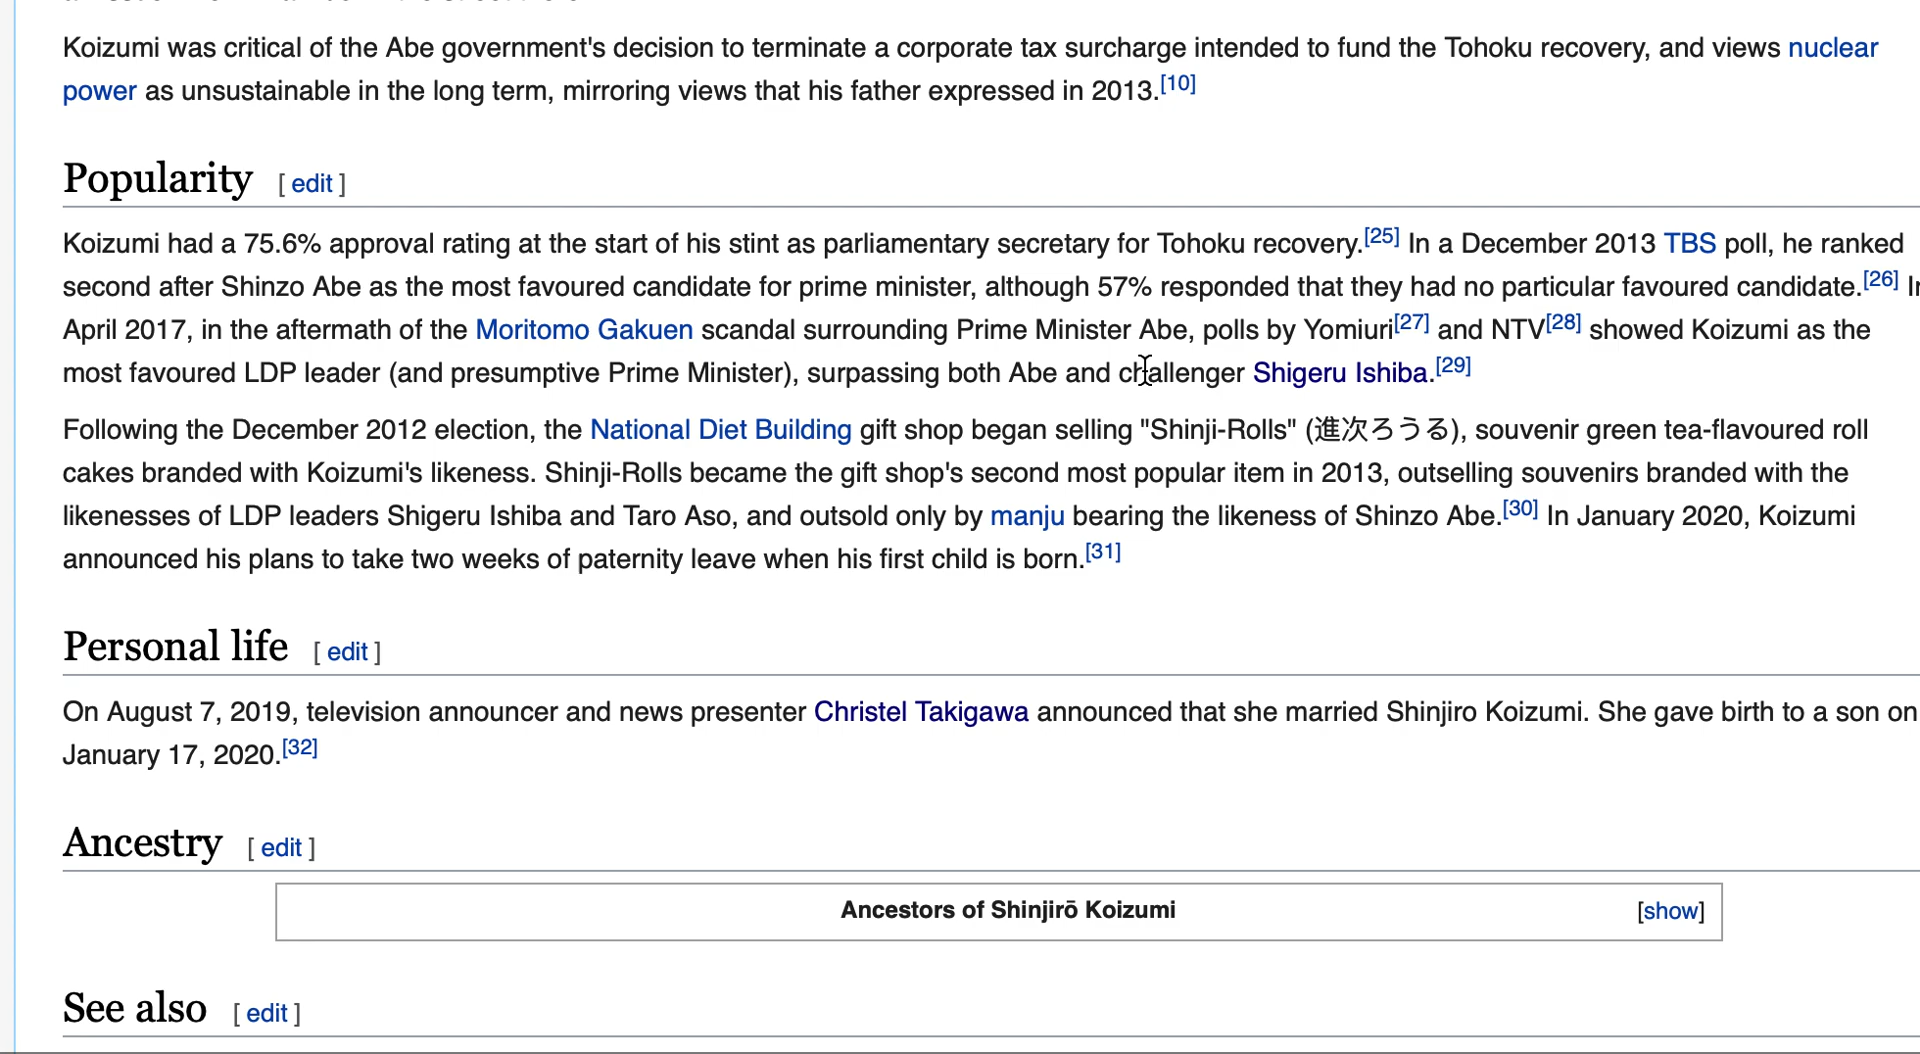 Koizumi was critical of the Abe government's decision to terminate a corporate tax surcharge intended to fund the Tohoku recovery, and views nuclear
power as unsustainable in the long term, mirroring views that his father expressed in 2013.[10]
Popularity [ edit ]
Koizumi had a 75.6% approval rating at the start of his stint as parliamentary secretary for Tohoku recovery.[25] In a December 2013 TBS poll, he ranked
second after Shinzo Abe as the most favoured candidate for prime minister, although 57% responded that they had no particular favoured candidate.[26]
April 2017, in the aftermath of the Moritomo Gakuen scandal surrounding Prime Minister Abe, polls by Yomiuri[27] and NTV[28] showed Koizumi as the
most favoured LDP leader (and presumptive Prime Minister), surpassing both Abe and challenger Shigeru Ishiba.[29]
Following the December 2012 election, the National Diet Building gift shop began selling "Shinji-Rolls" (進次ろうる), souvenir green tea-flavoured roll
cakes branded with Koizumi's likeness. Shinji-Rolls became the gift shop's second most popular item in 2013, outselling souvenirs branded with the
likenesses of LDP leaders Shigeru Ishiba and Taro Aso, and outsold only by manju bearing the likeness of Shinzo Abe.[30] In January 2020, Koizumi
announced his plans to take two weeks of paternity leave when his first child is born.[31]
Personal life [ edit ]
On August 7, 2019, television announcer and news presenter Christel Takigawa announced that she married Shinjiro Koizumi. She gave birth to a son on
January 17, 2020.[32]
Ancestry [ edit ]
Ancestors of Shinjirō Koizumi [show]
See also [ edit ]